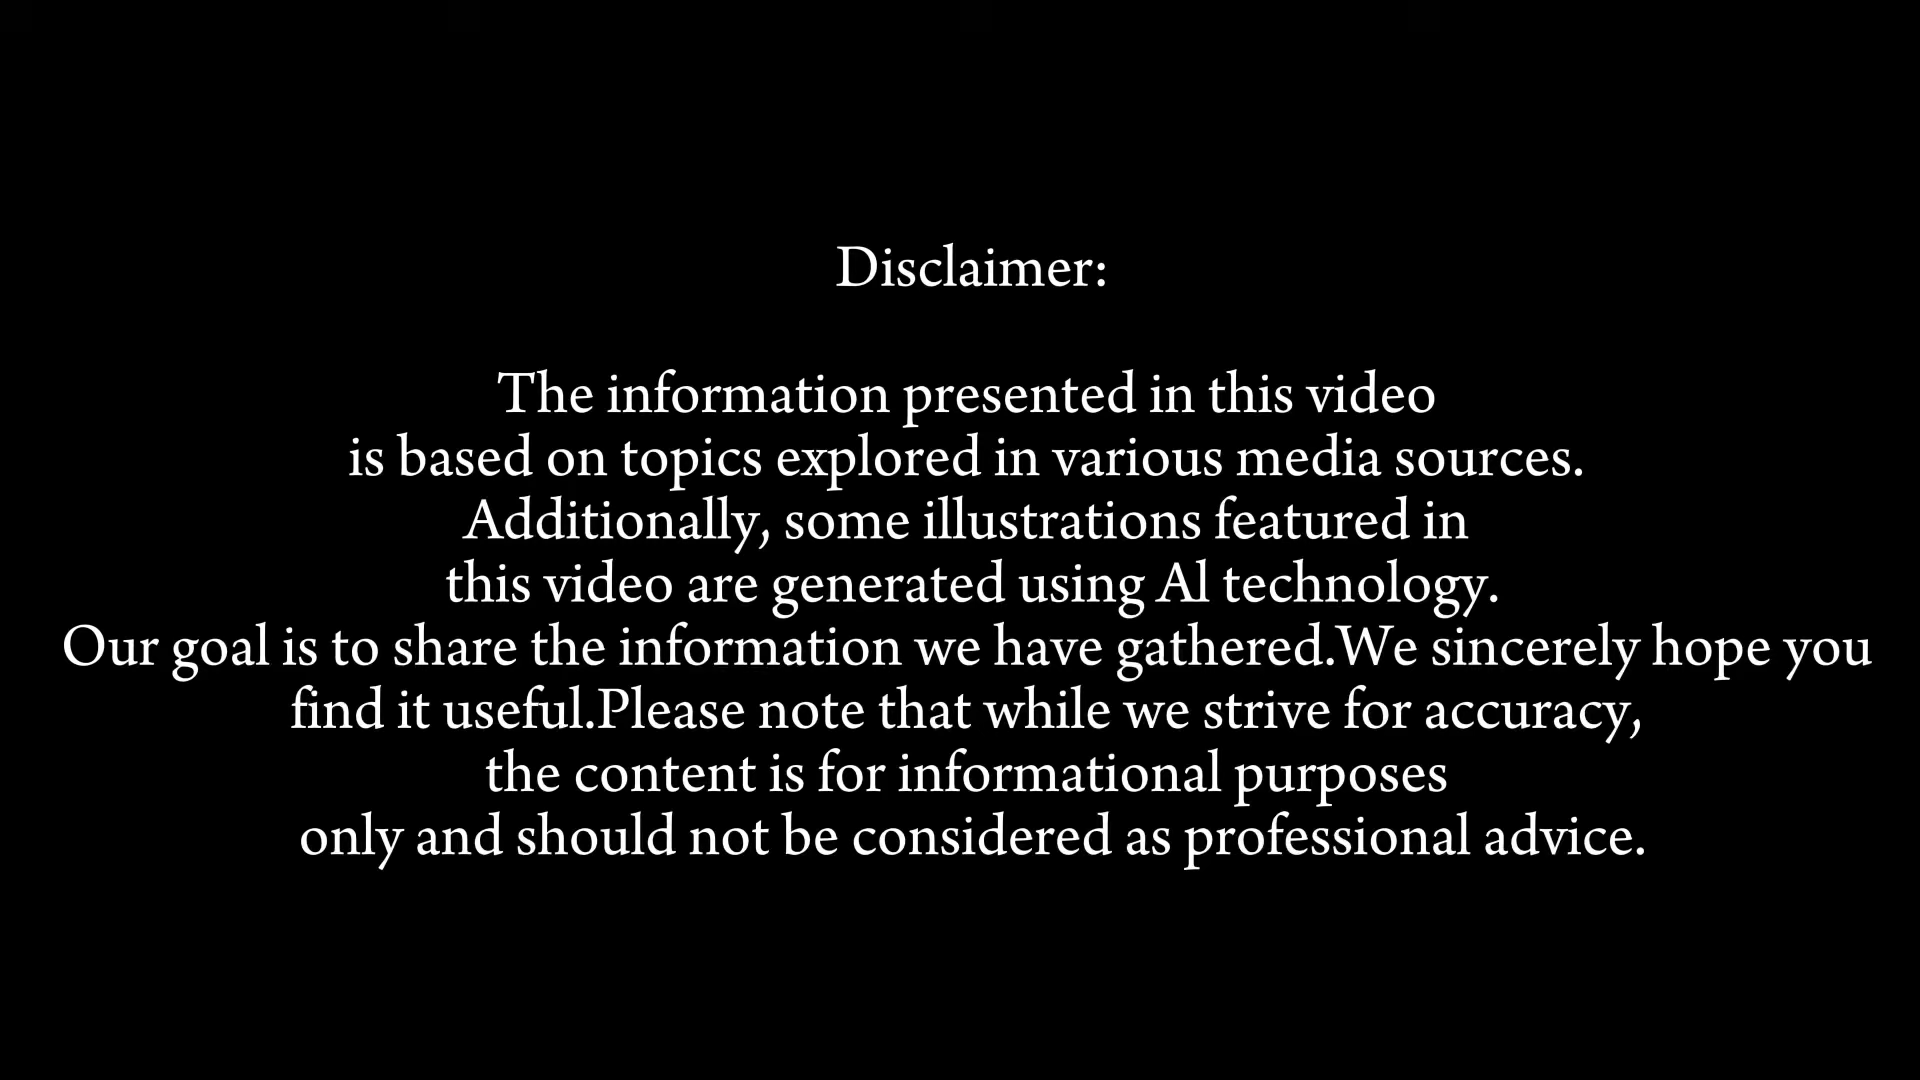 Disclaimer:
The information presented in this video
is based on topics explored in various media sources.
Additionally, some illustrations featured in
this video are generated using Al technology.
Our goal is to share the information we have gathered.We sincerely hope you
find it useful.Please note that while we strive for accuracy,
the content is for informational purposes
only and should not be considered as professional advice.